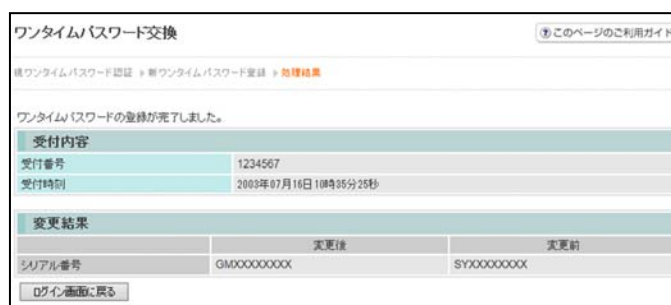 ワンタイムパスワード交換
このページのご利用ガイド
現ワンタイムパスワード認証 ▶ 新ワンタイムパスワード登録 ▶ 処理結果
ワンタイムパスワードの登録が完了しました。
受付内容
受付番号 1234567
受付時刻 2003年07月16日10時35分25秒
変更結果
変更後 変更前
シリアル番号 GMXXXXXXXX SYXXXXXXXX
ログイン画面に戻る